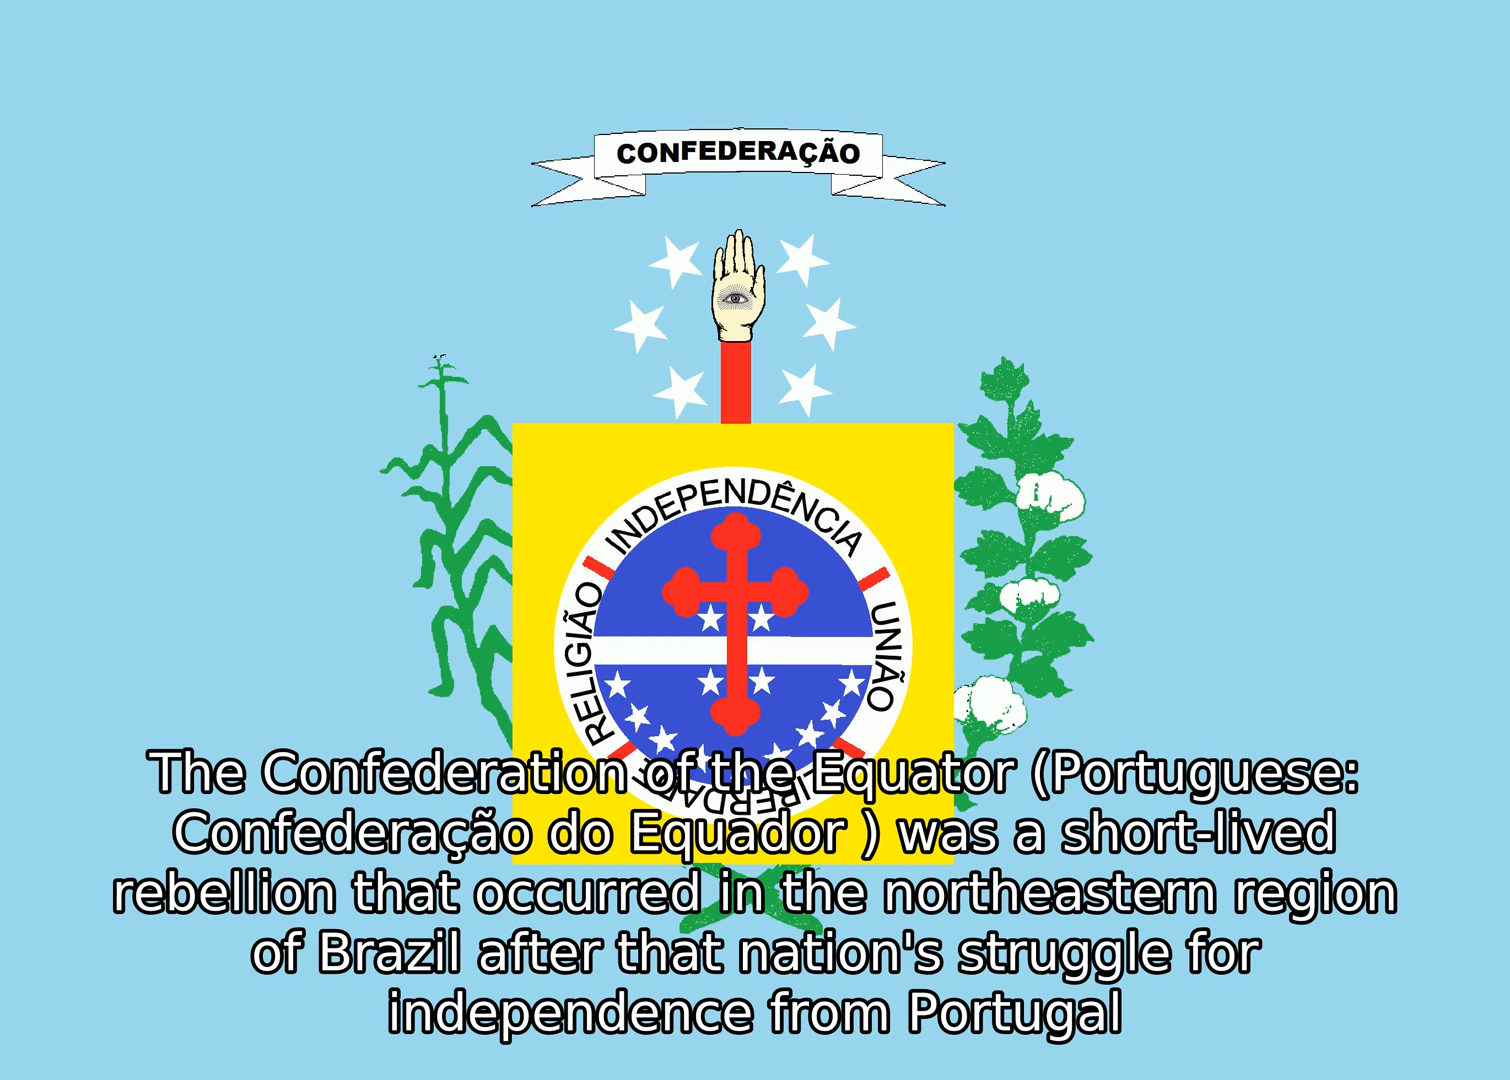 CONFEDERAÇÃO
INDEPENDÊNCIA
UNIÃO
RELIGIÃO
LIBERDADE
The Confederation of the Equator (Portuguese:
Confederação do Equador ) was a short-lived
rebellion that occurred in the northeastern region
of Brazil after that nation's struggle for
independence from Portugal